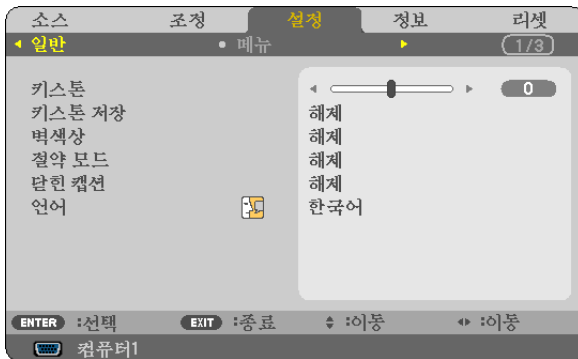 소스 조정 설정 정보 리셋
일반 • 메뉴 (1/3)
키스톤 0
키스톤 저장 해제
벽색상 해제
절약 모드 해제
닫힌 캡션 해제
언어 한국어
ENTER :선택 EXIT :종료 :이동 :이동
컴퓨터1